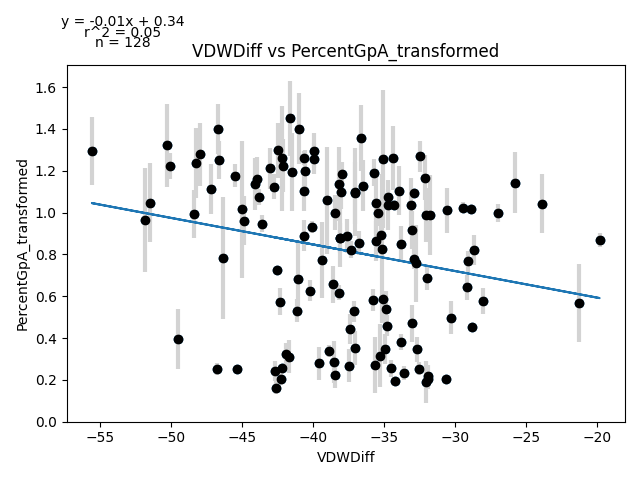 y = -0.01x + 0.34
r^2 = 0.05
n = 128
VDWDiff vs PercentGpA_transformed
PercentGpA_transformed
1.6
1.4
1.2
1.0
0.8
0.6
0.4
0.2
0.0
−55 −50 −45 −40 −35 −30 −25 −20
VDWDiff